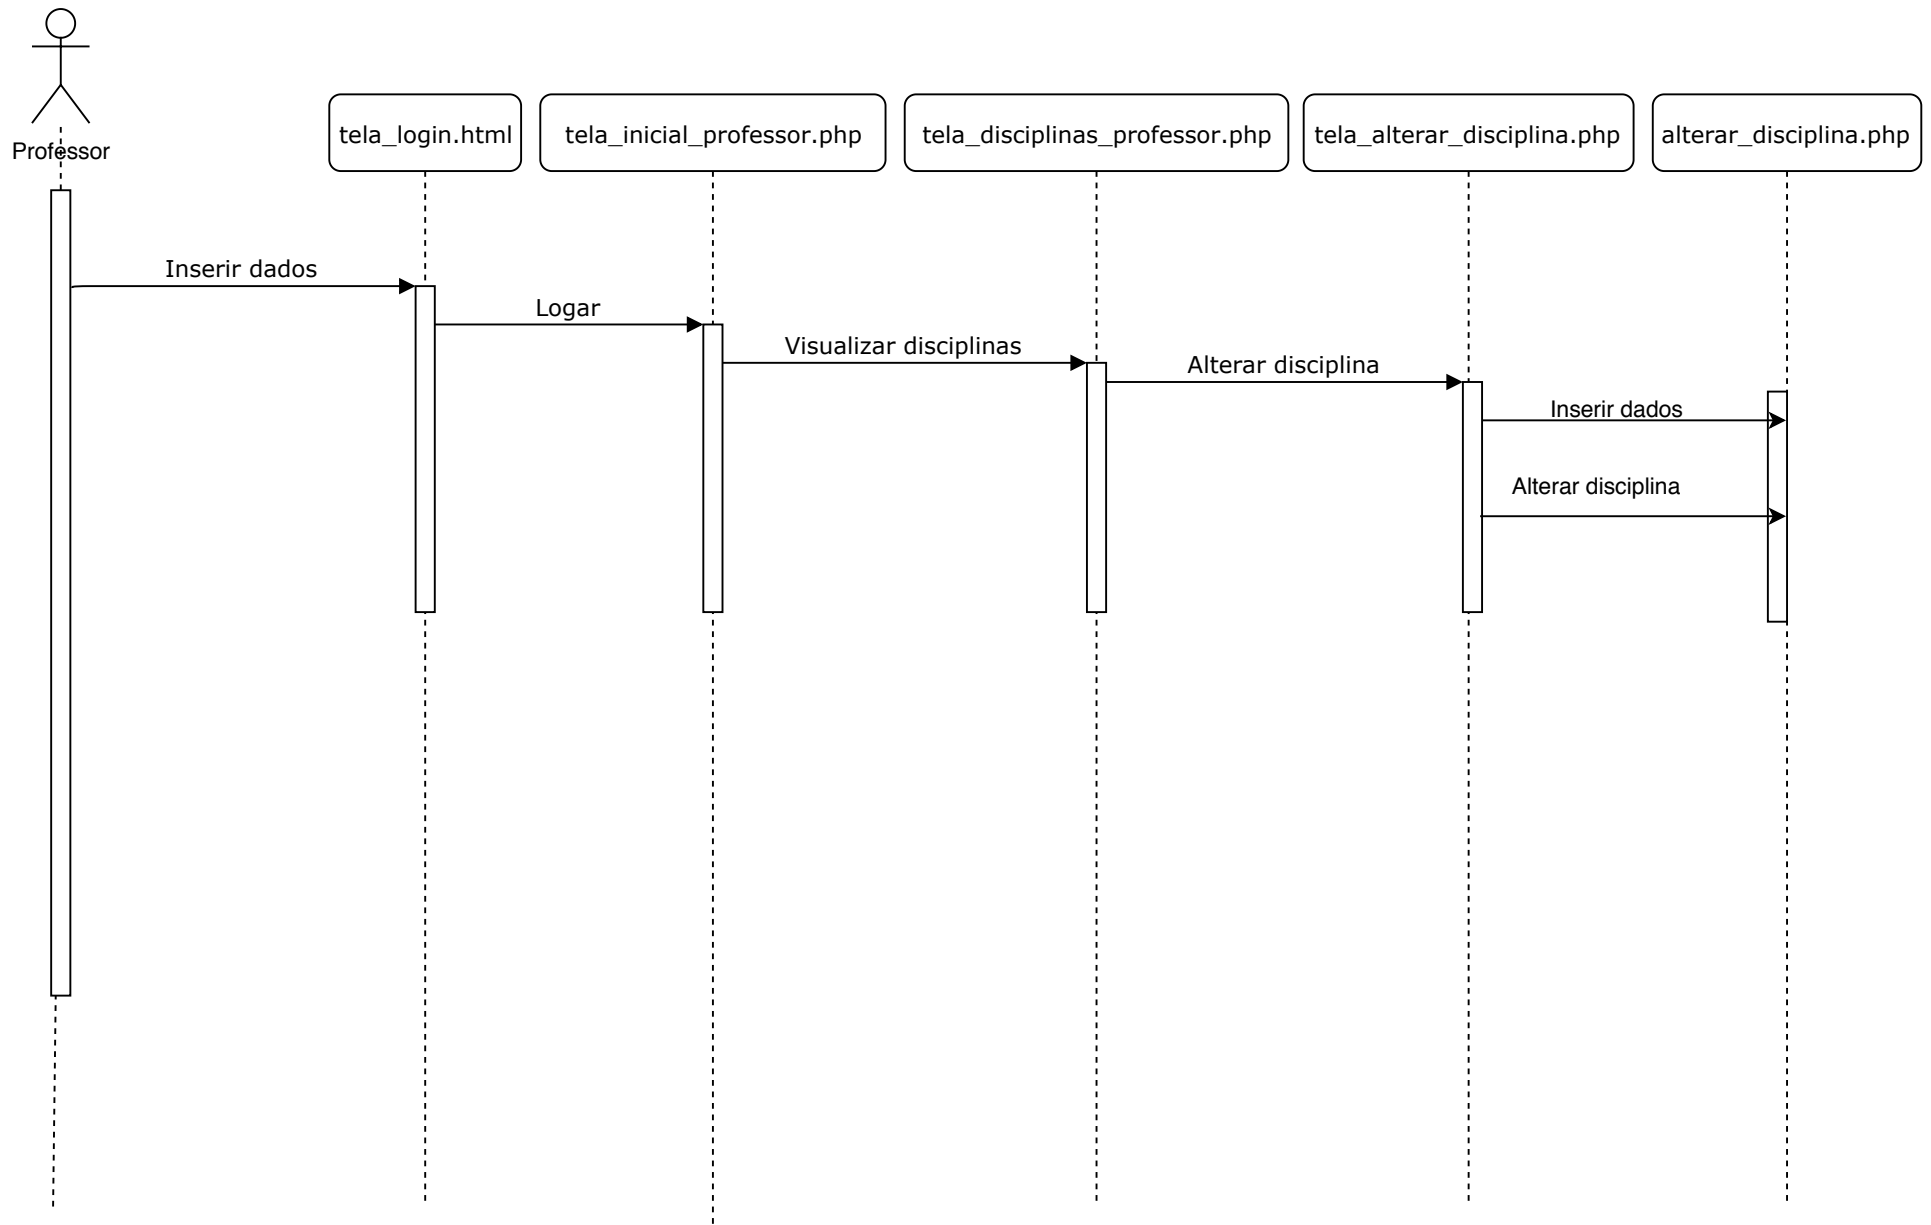 Professor
tela_login.html
tela_inicial_professor.php
tela_disciplinas_professor.php
tela_alterar_disciplina.php
alterar_disciplina.php
Inserir dados
Logar
Visualizar disciplinas
Alterar disciplina
Inserir dados
Alterar disciplina